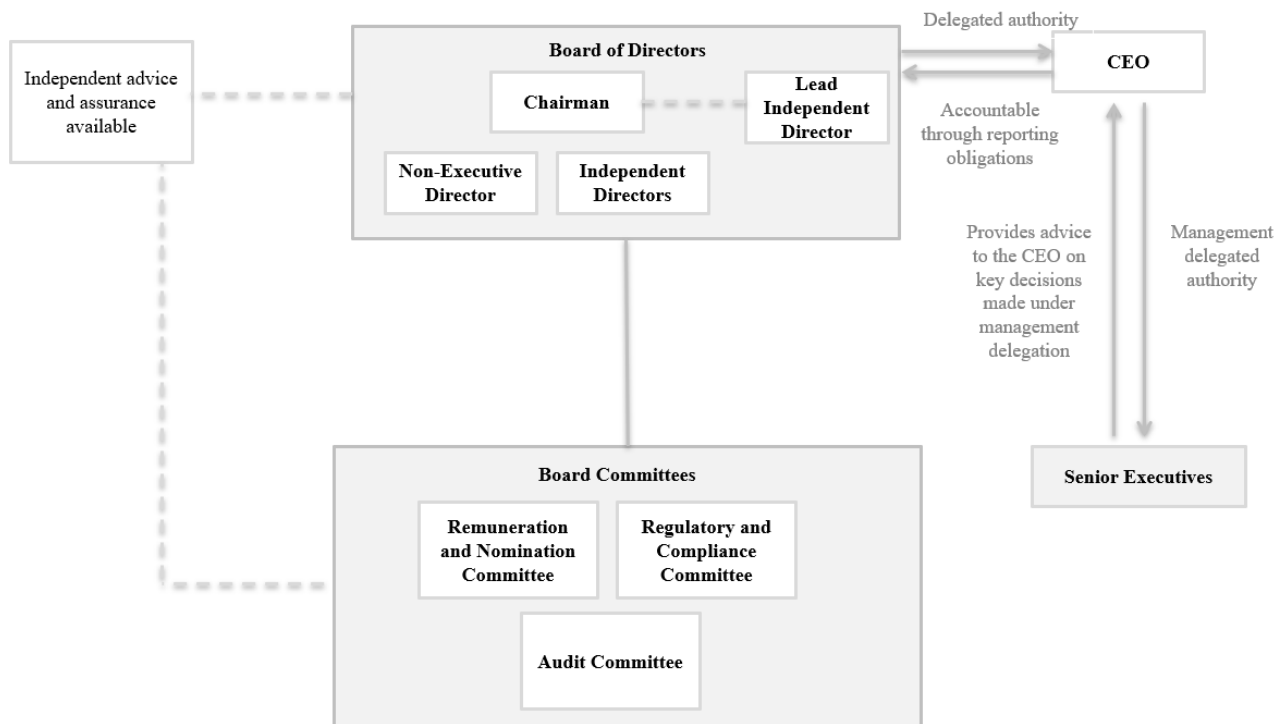 Delegated authority
Board of Directors
CEO
Independent advice
and assurance
available
Chairman
Lead
Independent
Director
Accountable
through reporting
obligations
Non-Executive
Director
Independent
Directors
Provides advice
to the CEO on
key decisions
made under
management
delegation
Management
delegated
authority
Board Committees
Senior Executives
Remuneration
and Nomination
Committee
Regulatory and
Compliance
Committee
Audit Committee